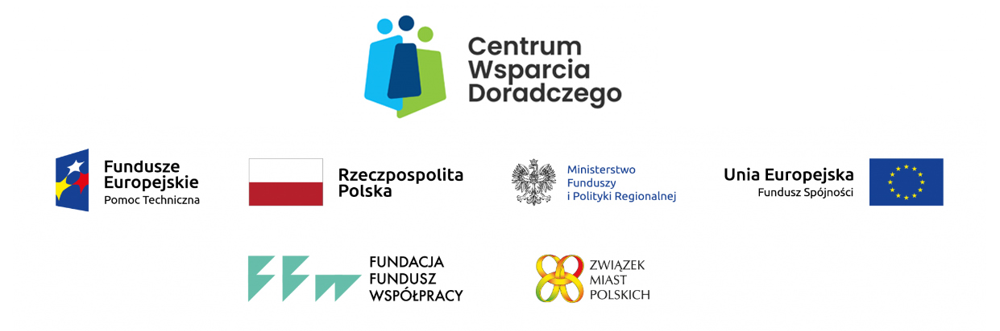 Centrum
Wsparcia
Doradczego
Fundusze
Europejskie
Pomoc Techniczna
Rzeczpospolita
Polska
Ministerstwo
Funduszy
i Polityki Regionalnej
Unia Europejska
Fundusz Spójności
FUNDACJA
FUNDUSZ
WSPÓŁPRACY
ZWIĄZEK
MIAST
POLSKICH